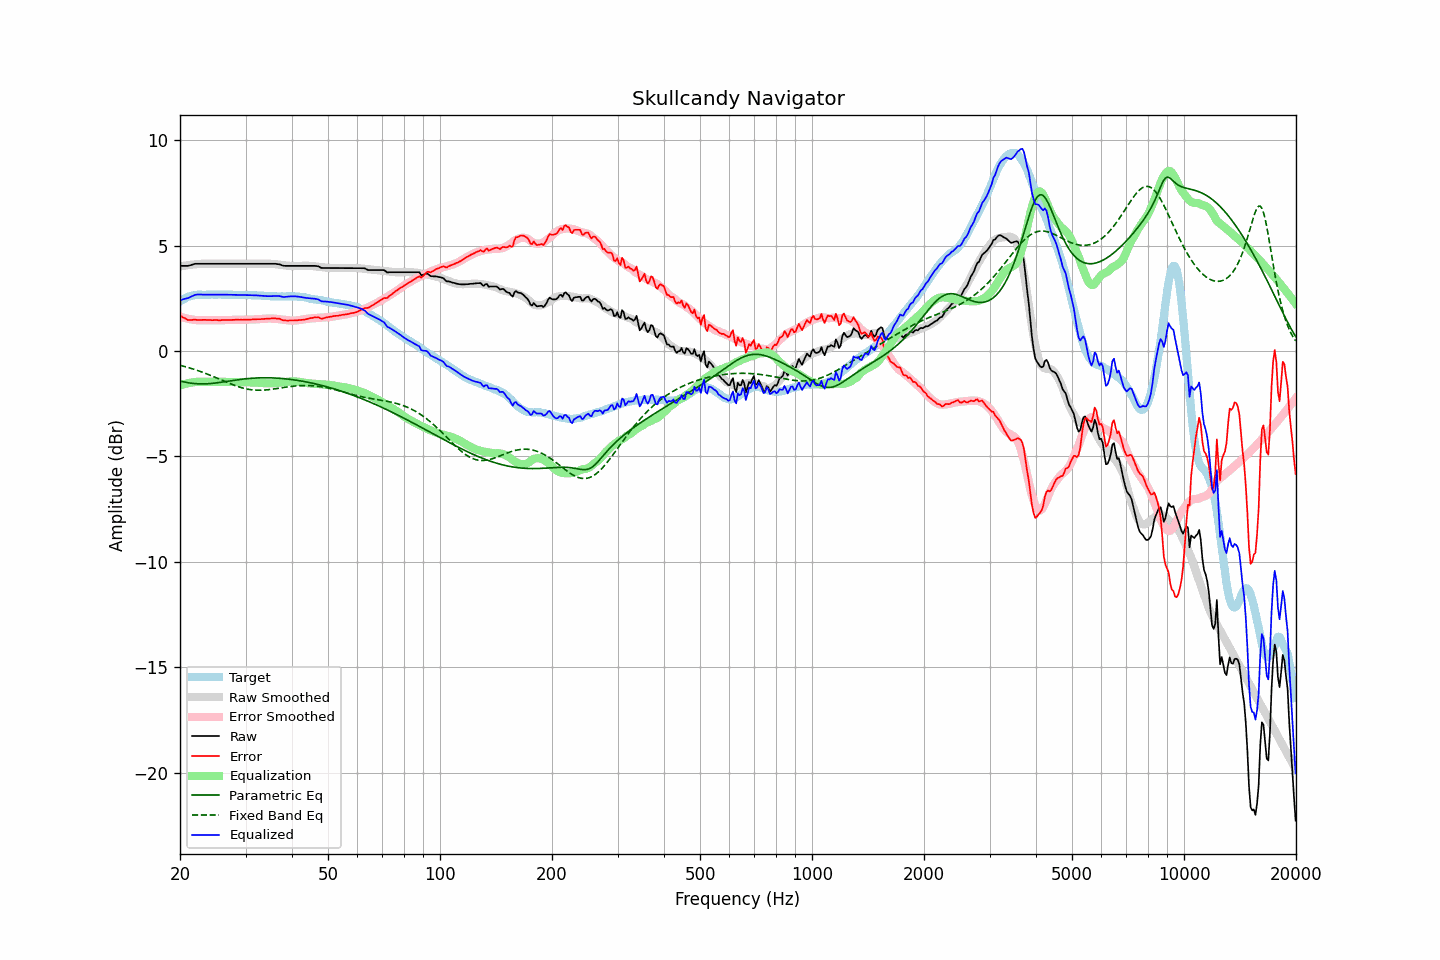 Skullcandy Navigator
10
5
0
−5
−10
−15
−20
Amplitude (dBr)
Target
Raw Smoothed
Error Smoothed
Raw
Error
Equalization
Parametric Eq
Fixed Band Eq
Equalized
20 50 100 200 500 1000 2000 5000 10000 20000
Frequency (Hz)